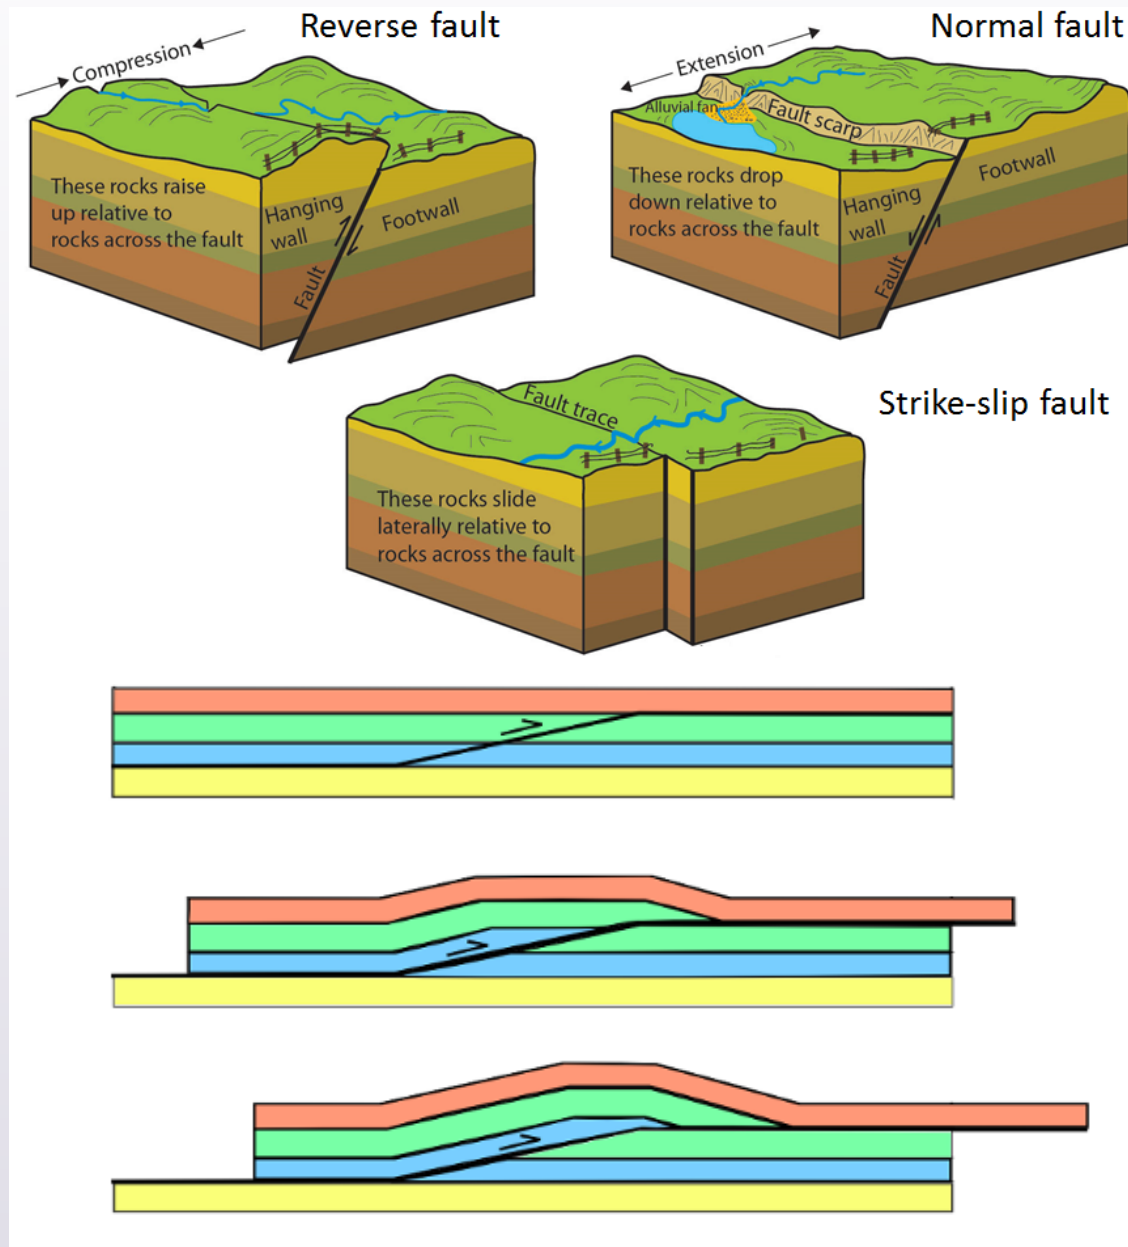 Reverse fault
Compression
These rocks raise
up relative to
rocks across the fault
Hanging
wall
Footwall
Fault
Normal fault
Extension
Alluvial fan
Fault scarp
These rocks drop
down relative to
rocks across the fault
Hanging
wall
Footwall
Fault
Strike-slip fault
Fault trace
These rocks slide
laterally relative to
rocks across the fault